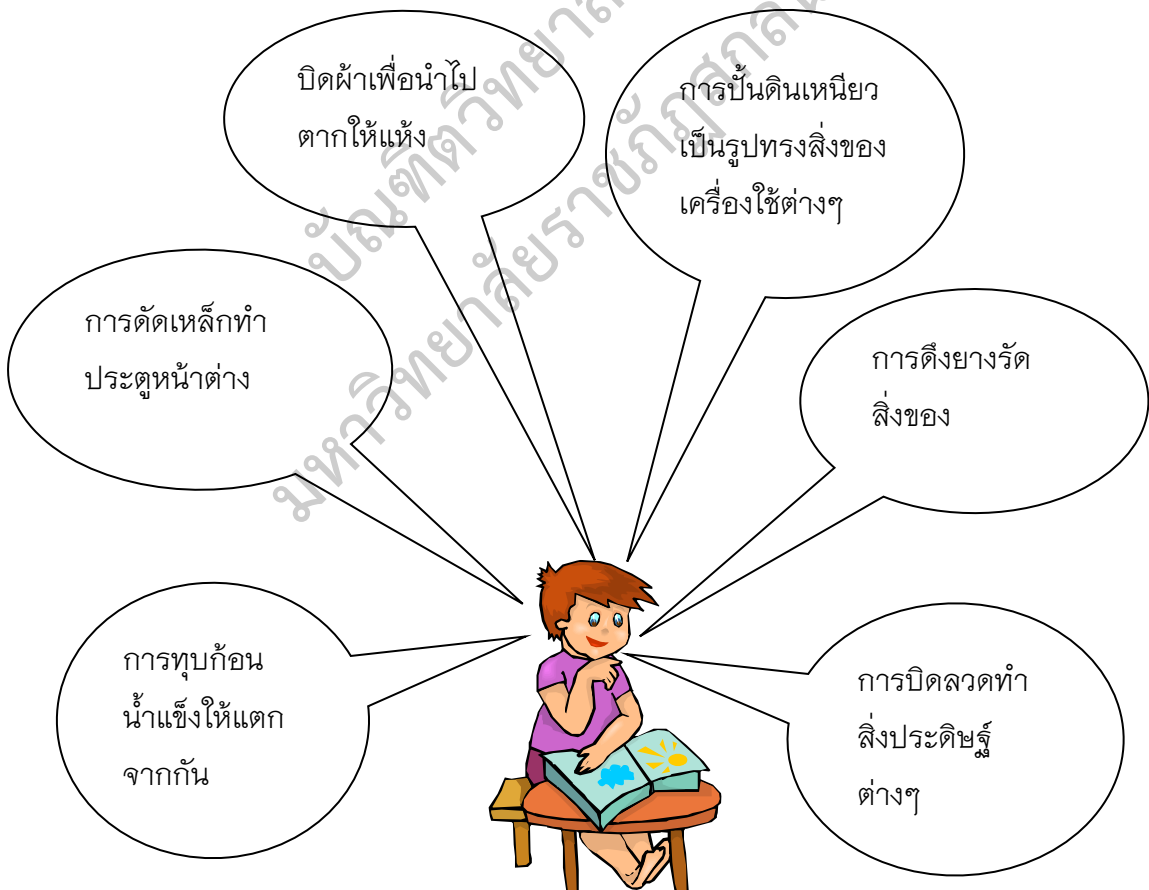 บิดผ้าเพื่อนำไป
ตากให้แห้ง
การปั้นดินเหนียว
เป็นรูปทรงสิ่งของ
เครื่องใช้ต่างๆ
การดัดเหล็กทำ
ประตูหน้าต่าง
การดึงยางรัด
สิ่งของ
การทุบก้อน
น้ำแข็งให้แตก
จากกัน
การบิดลวดทำ
สิ่งประดิษฐ์
ต่างๆ